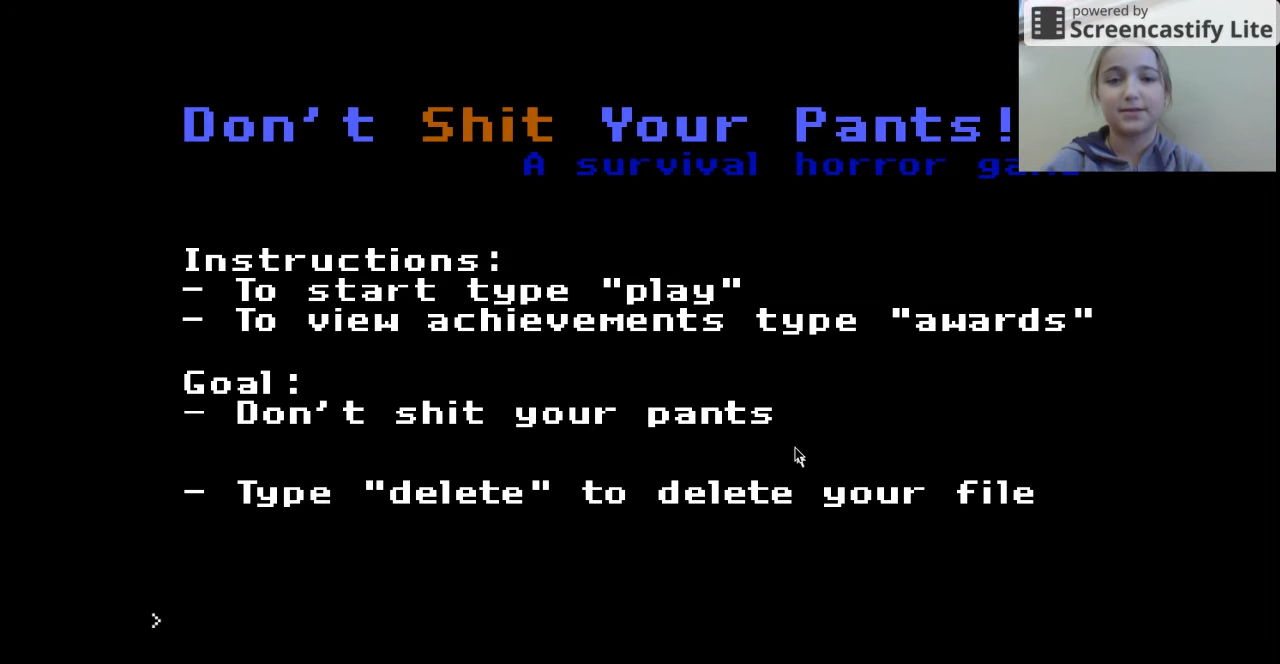 powered by
Screencastify Lite
Don't Shit Your Pants!
A survival horror
Instructions:
- To start type "play"
- To view achievements type "awards"
Goal:
- Don't shit your pants
- Type "delete" to delete your file
>